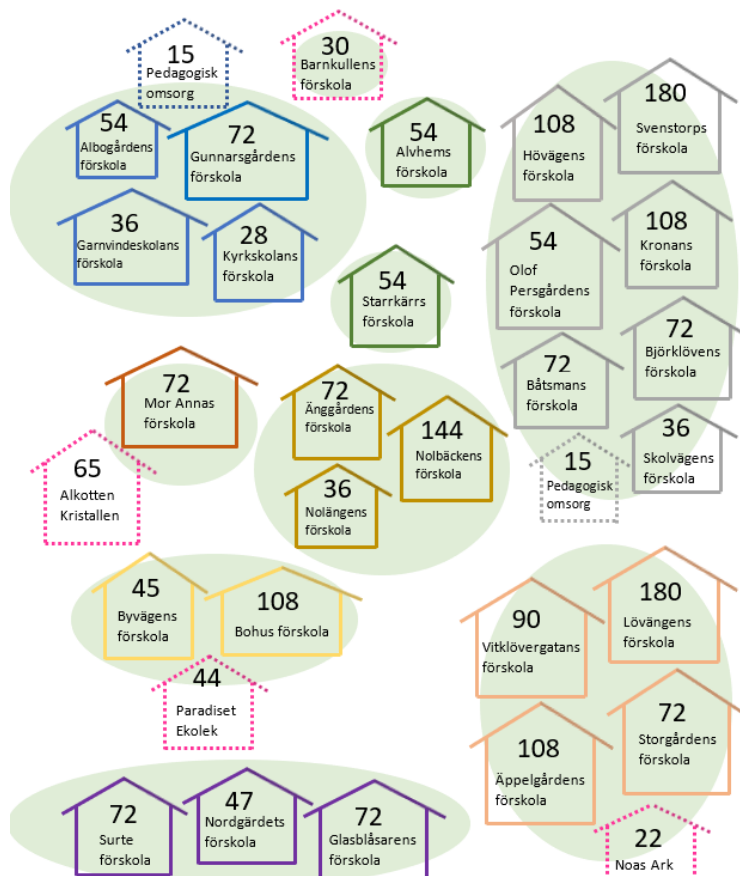 15
Pedagogisk
omsorg
30
Barnkullens
förskola
54
Albogårdens
förskola
72
Gunnarsgårdens
förskola
54
Alvhems
förskola
108
Hövägens
förskola
180
Svenstorps
förskola
36
Garnvindeskolans
förskola
28
Kyrkskolans
förskola
54
Starrkärrs
förskola
54
Olof
Persgårdens
förskola
108
Kronans
förskola
72
Båtsmans
förskola
72
Björklövens
förskola
72
Mor Annas
förskola
72
Änggårdens
förskola
144
Nolbäckens
förskola
36
Nolängens
förskola
15
Pedagogisk
omsorg
36
Skolvägens
förskola
65
Alkotten
Kristallen
45
Byvägens
förskola
108
Bohus förskola
44
Paradiset
Ekolek
90
Vitklövergatans
förskola
180
Lövängens
förskola
108
Äppelgårdens
förskola
72
Storgårdens
förskola
72
Surte
förskola
47
Nordgärdets
förskola
72
Glasblåsarens
förskola
22
Noas Ark